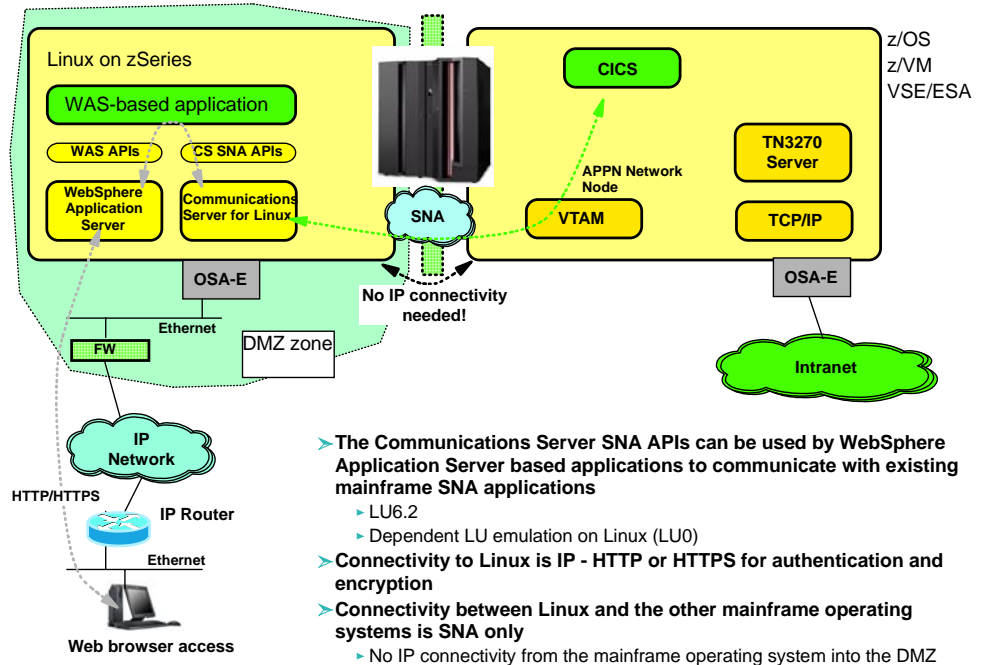 Linux on zSeries
WAS-based application
WAS APIs
CS SNA APIs
WebSphere
Application
Server
Communications
Server for Linux
OSA-E
Ethernet
FW
DMZ zone
SNA
No IP connectivity
needed!
z/OS
z/VM
VSE/ESA
CICS
TN3270
Server
APPN Network
Node
VTAM
TCP/IP
OSA-E
Intranet
IP
Network
HTTP/HTTPS
IP Router
Ethernet
Web browser access
➢The Communications Server SNA APIs can be used by WebSphere
Application Server based applications to communicate with existing
mainframe SNA applications
► LU6.2
► Dependent LU emulation on Linux (LU0)
➢Connectivity to Linux is IP - HTTP or HTTPS for authentication and
encryption
➢Connectivity between Linux and the other mainframe operating
systems is SNA only
► No IP connectivity from the mainframe operating system into the DMZ